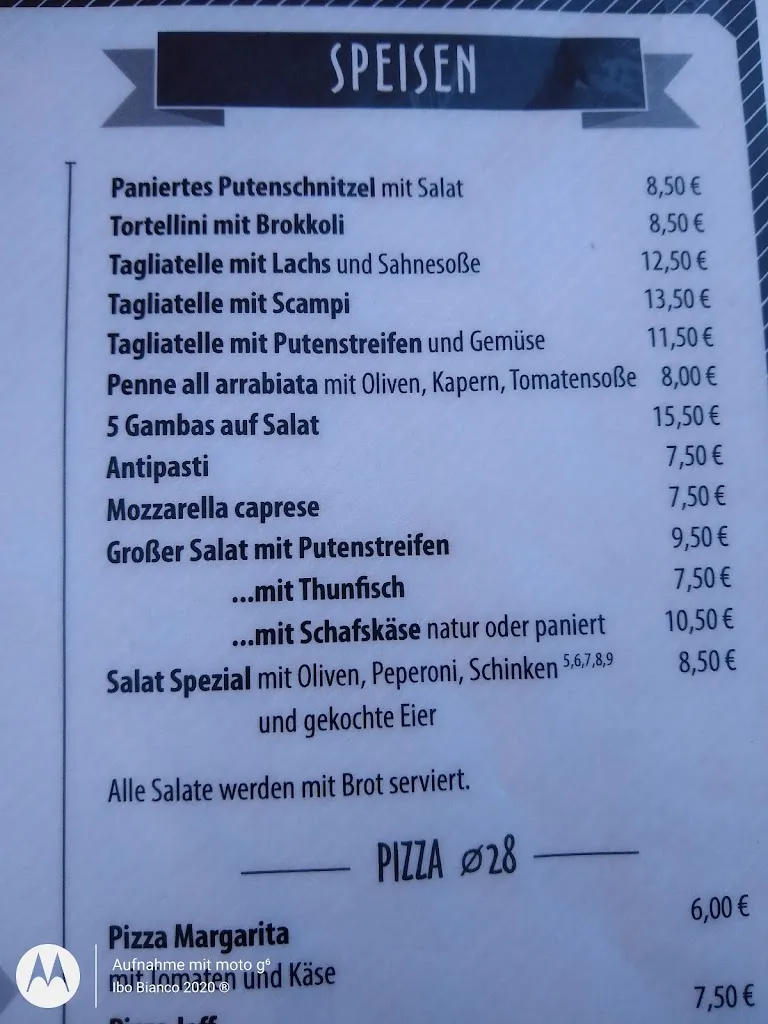 SPEISEN
Paniertes Putenschnitzel mit Salat 8,50 €
Tortellini mit Brokkoli 8,50 €
Tagliatelle mit Lachs und Sahnesoße 12,50 €
Tagliatelle mit Scampi 13,50 €
Tagliatelle mit Putenstreifen und Gemüse 11,50 €
Penne all arrabiata mit Oliven, Kapern, Tomatensoße 8,00 €
5 Gambas auf Salat 15,50 €
Antipasti 7,50 €
Mozzarella caprese 7,50 €
Großer Salat mit Putenstreifen 9,50 €
...mit Thunfisch 7,50 €
...mit Schafskäse natur oder paniert 10,50 €
Salat Spezial mit Oliven, Peperoni, Schinken 5,6,7,8,9 8,50 €
und gekochte Eier
Alle Salate werden mit Brot serviert.
PIZZA ⌀28
Pizza Margarita 6,00 €
mit Tomaten und Käse
Aufnahme mit moto g⁶
Ibo Bianco 2020 ®
Pizza 7,50 €